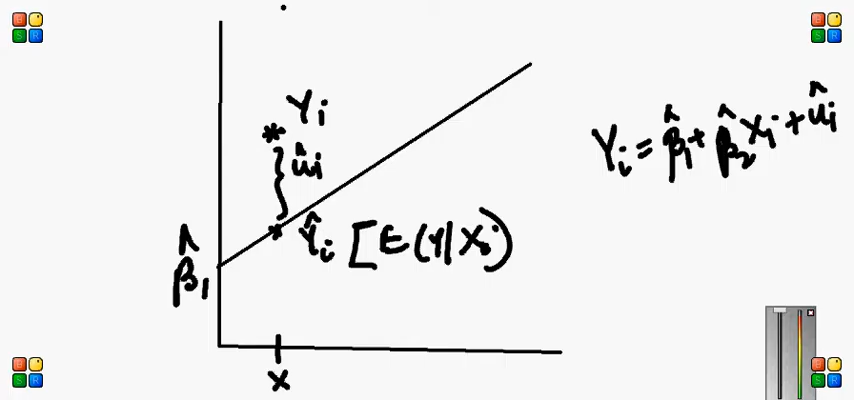 Yᵢ
ûᵢ
Yᵢ = β̂₁ + β̂₂Xᵢ + ûᵢ
Ŷᵢ [E(Y|Xᵢ)
β̂₁
X